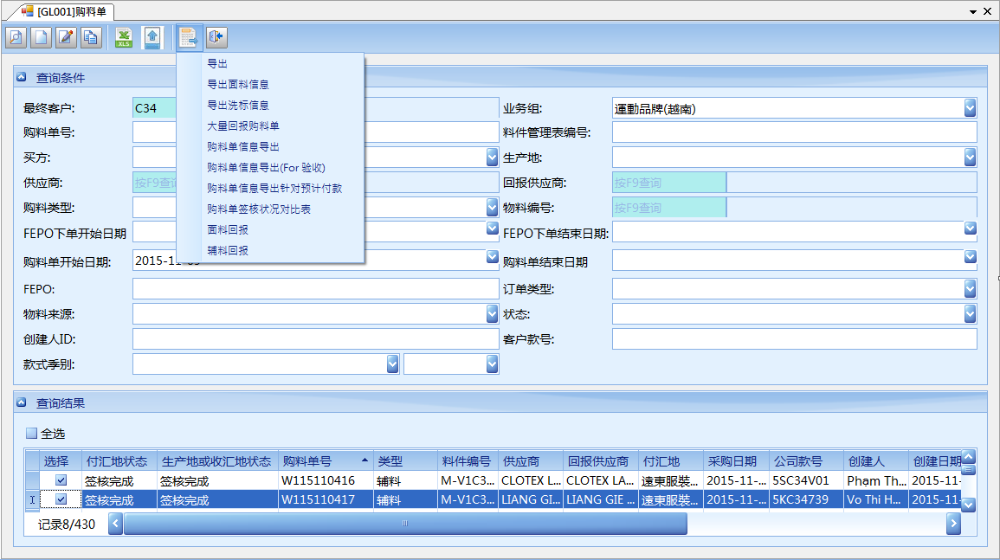 [GL001]购料单
XLS
导出
导出面料信息
导出洗标信息
大量回报购料单
购料单信息导出
购料单信息导出(For 验收)
购料单信息导出针对预计付款
购料单签核状况对比表
面料回报
辅料回报
查询条件
最终客户: C34 业务组: 運動品牌(越南)
购料单号: 料件管理表编号:
买方: 生产地:
供应商: 按F9查询 回报供应商: 按F9查询
购料类型: 物料编号: 按F9查询
FEPO下单开始日期 FEPO下单结束日期:
购料单开始日期: 2015-11- 购料单结束日期
FEPO: 订单类型:
物料来源: 状态:
创建人ID: 客户款号:
款式季别:
查询结果
全选
选择 付汇地状态 生产地或收汇地状态 购料单号 类型 料件编号 供应商 回报供应商 付汇地 采购日期 公司款号 创建人 创建日期
签核完成 签核完成 W115110416 辅料 M-V1C3... CLOTEX L... CLOTEX LA... 遠東服裝... 2015-11-... 5SC34V01 Phạm Th... 2015-11-
签核完成 签核完成 W115110417 辅料 M-V1C3... LIANG GI... LIANG GIE ... 遠東服裝... 2015-11-... 5KC34739 Vo Thi H... 2015-11-
记录8/430